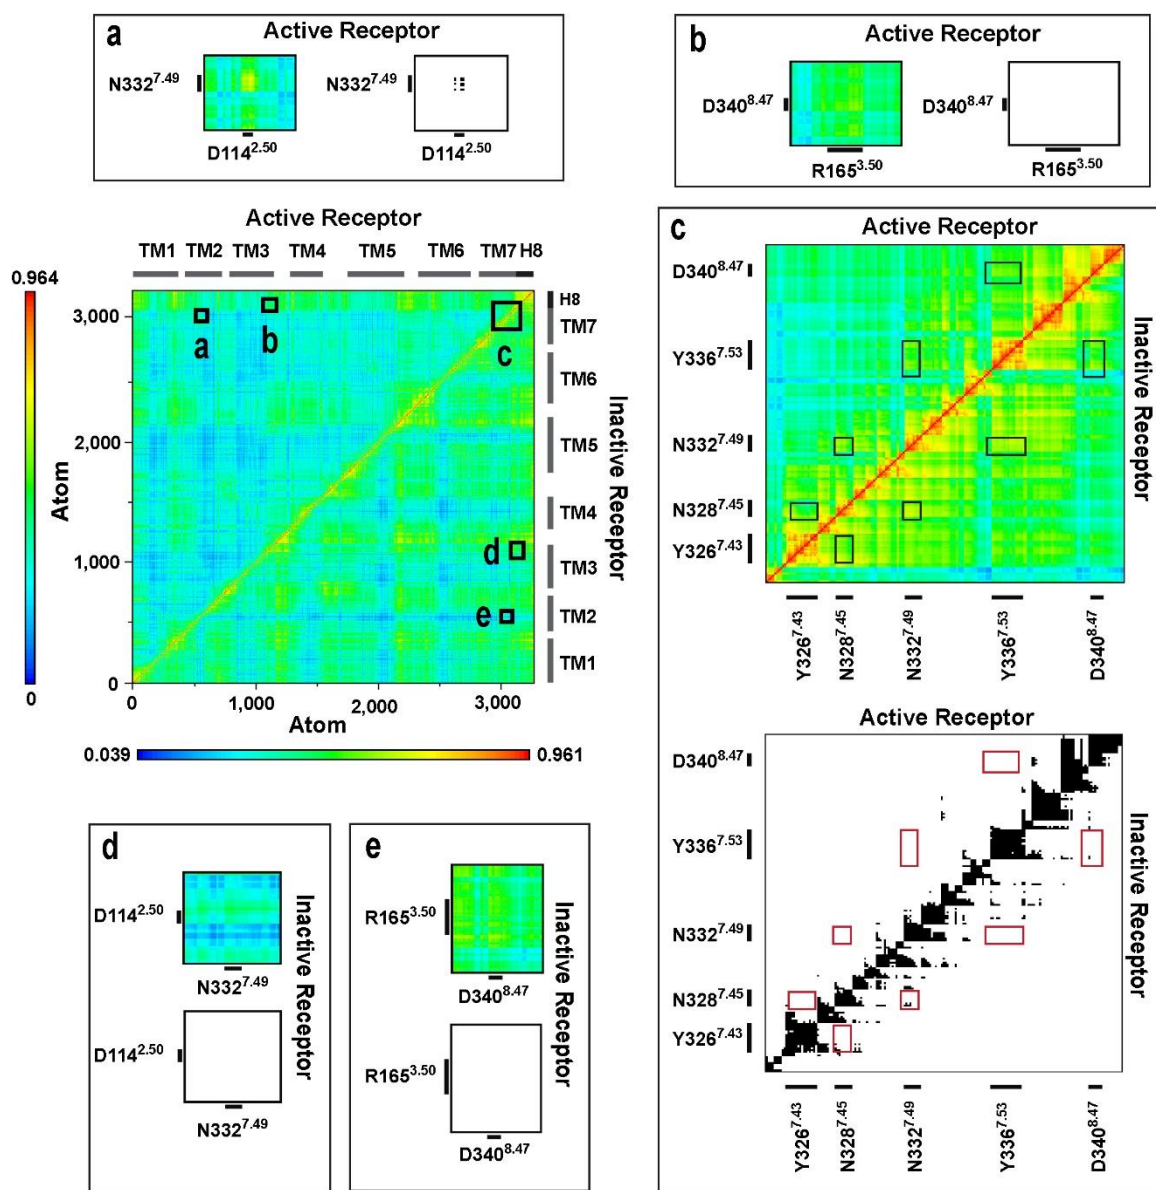 a
Active Receptor
N332^7.49
N332^7.49
D114^2.50
D114^2.50
b
Active Receptor
D340^8.47
D340^8.47
R165^3.50
R165^3.50
Active Receptor
TM1 TM2 TM3 TM4 TM5 TM6 TM7 H8
0.964
0
Atom
3,000
2,000
1,000
0
a
b
c
d
e
H8
TM7
TM6
TM5
TM4
TM3
TM2
TM1
Inactive Receptor
0 1,000 2,000 3,000
Atom
0.039 0.961
c
Active Receptor
D340^8.47
Y336^7.53
N332^7.49
N328^7.45
Y326^7.43
Inactive Receptor
Y326^7.43
N328^7.45
N332^7.49
Y336^7.53
D340^8.47
Active Receptor
D340^8.47
Y336^7.53
N332^7.49
N328^7.45
Y326^7.43
Inactive Receptor
Y326^7.43
N328^7.45
N332^7.49
Y336^7.53
D340^8.47
d
D114^2.50
N332^7.49
D114^2.50
N332^7.49
Inactive Receptor
e
R165^3.50
D340^8.47
R165^3.50
D340^8.47
Inactive Receptor